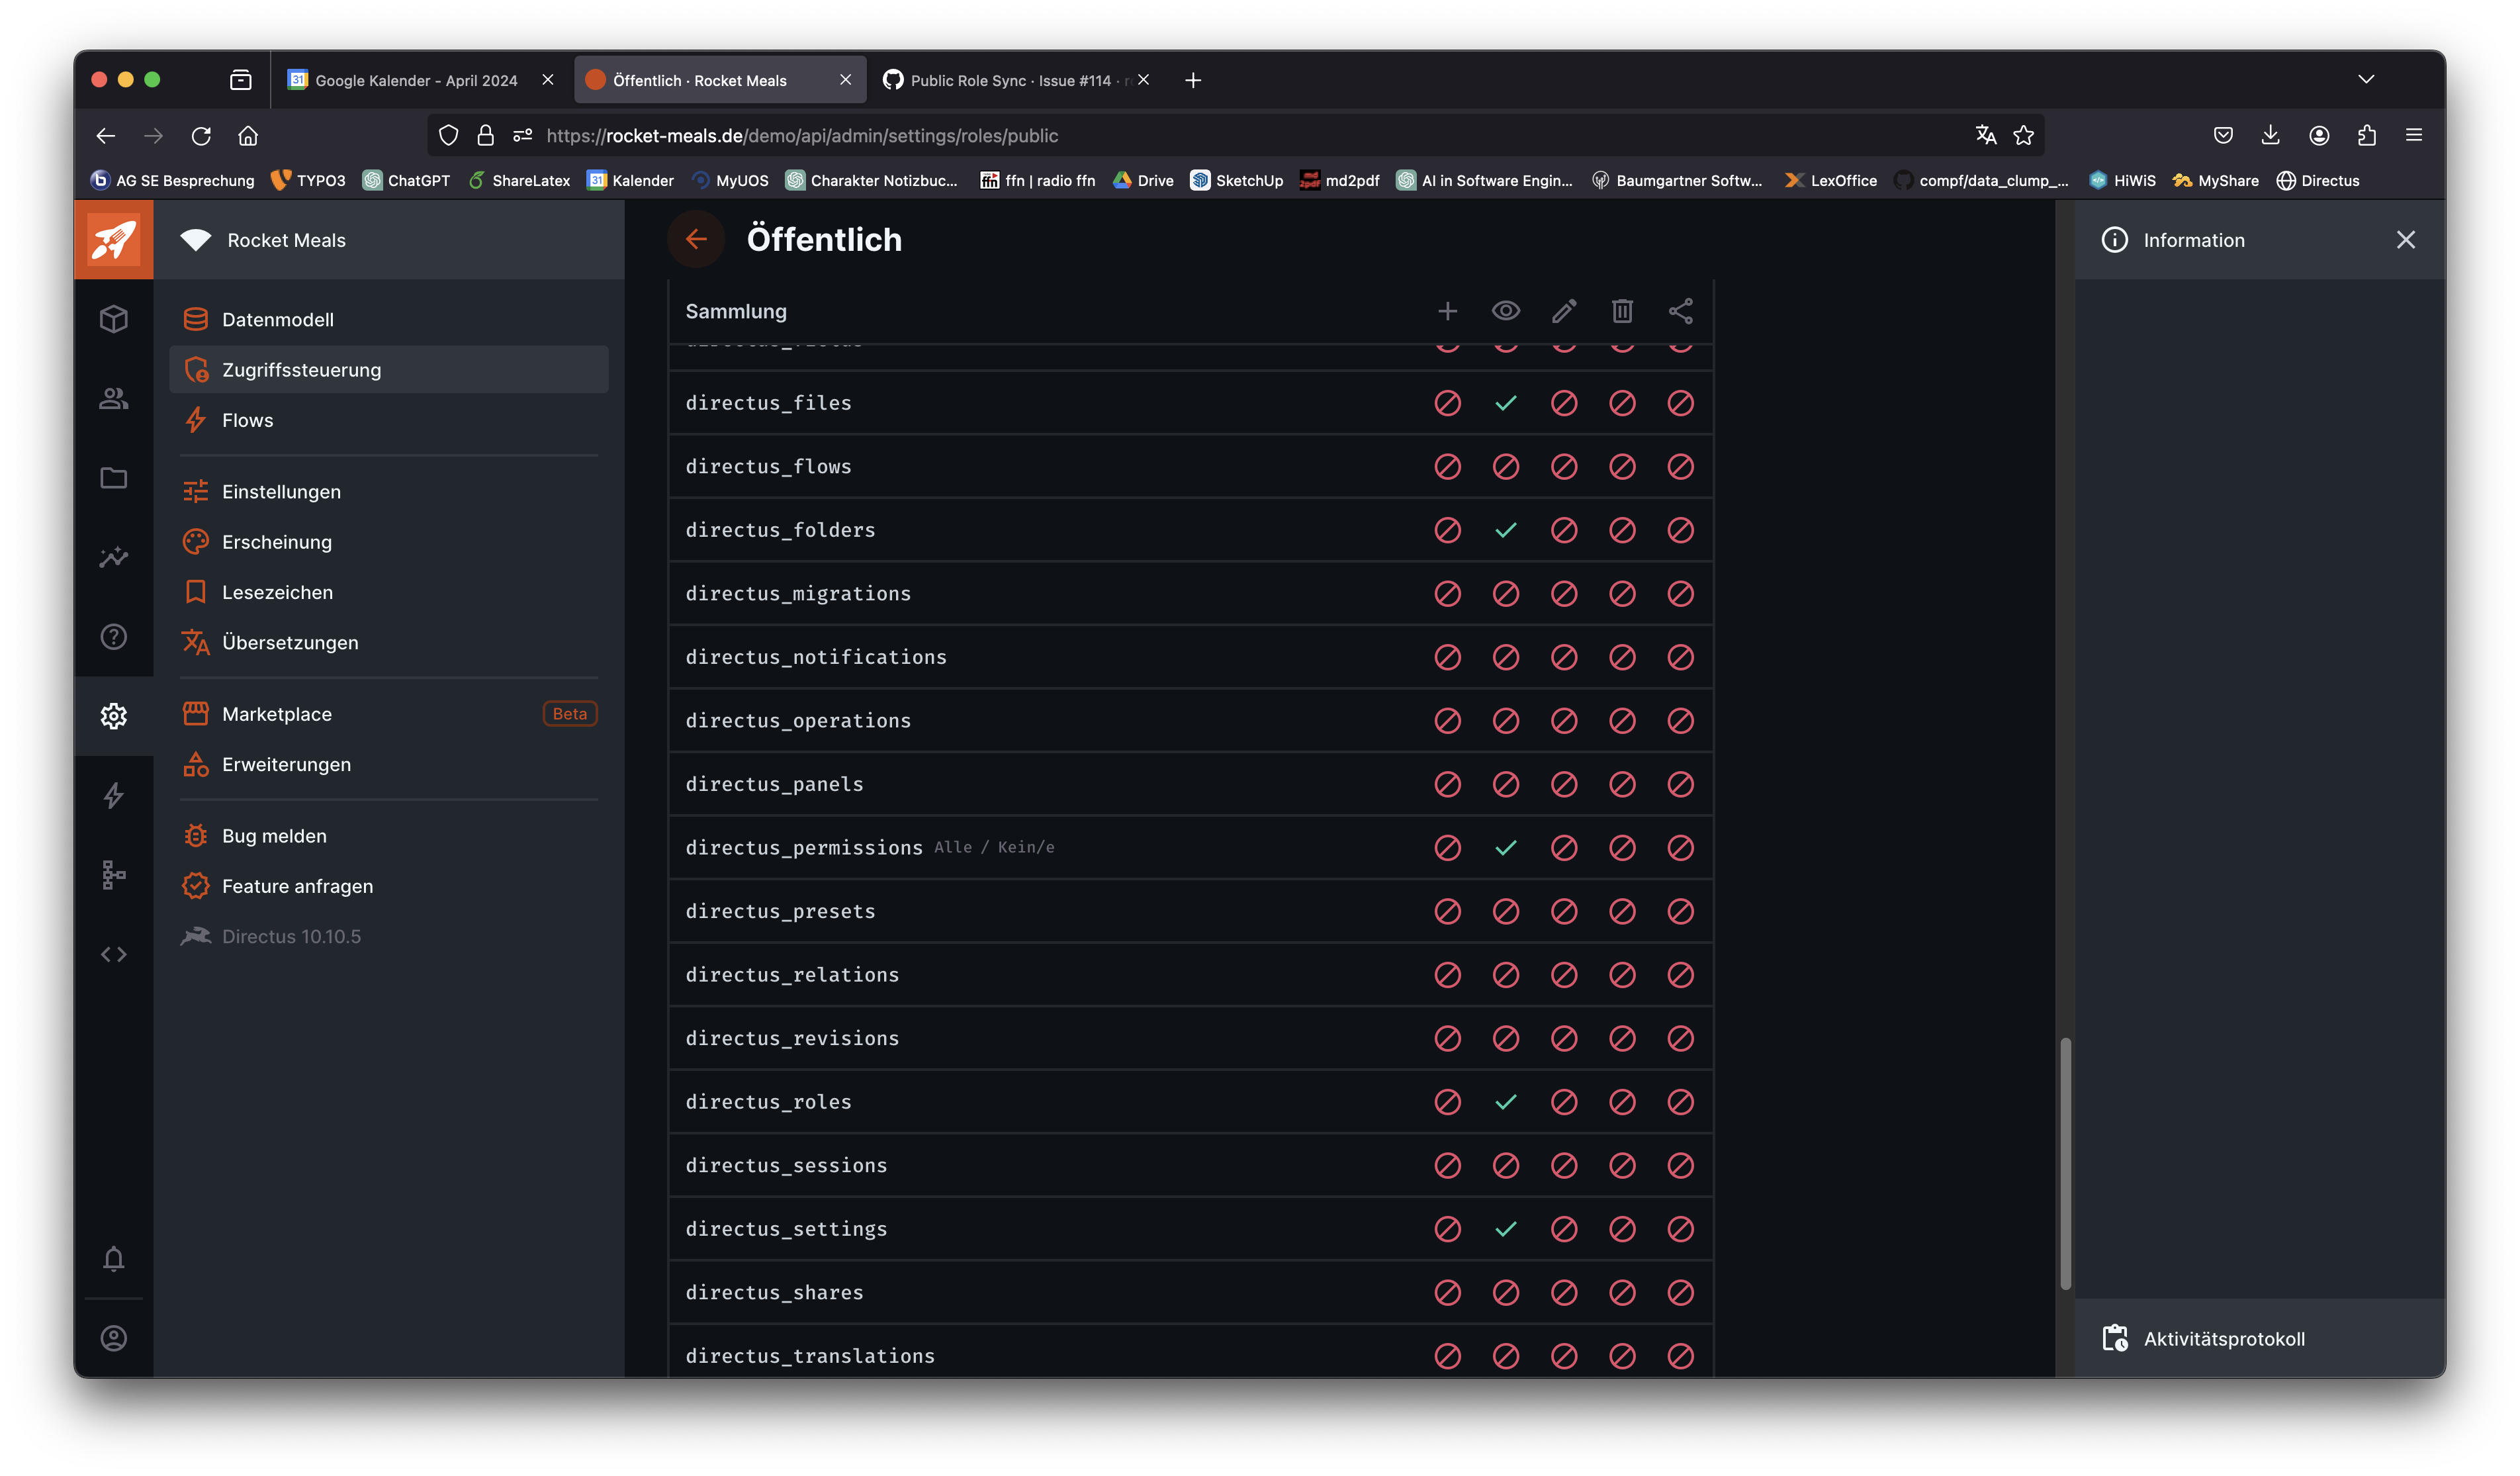 Google Kalender - April 2024
Öffentlich · Rocket Meals
Public Role Sync · Issue #114 · r
https://rocket-meals.de/demo/api/admin/settings/roles/public
AG SE Besprechung
TYPO3
ChatGPT
ShareLatex
31 Kalender
MyUOS
Charakter Notizbuc...
ffn ffn | radio ffn
Drive
SketchUp
md2pdf
AI in Software Engin...
Baumgartner Softw...
LexOffice
compf/data_clump_...
HiWiS
MyShare
Directus
Rocket Meals
Öffentlich
Information
Datenmodell
Zugriffssteuerung
Flows
Einstellungen
Erscheinung
Lesezeichen
Übersetzungen
Marketplace Beta
Erweiterungen
Bug melden
Feature anfragen
Directus 10.10.5
Sammlung
directus_files
directus_flows
directus_folders
directus_migrations
directus_notifications
directus_operations
directus_panels
directus_permissions Alle / Kein/e
directus_presets
directus_relations
directus_revisions
directus_roles
directus_sessions
directus_settings
directus_shares
directus_translations
Aktivitätsprotokoll